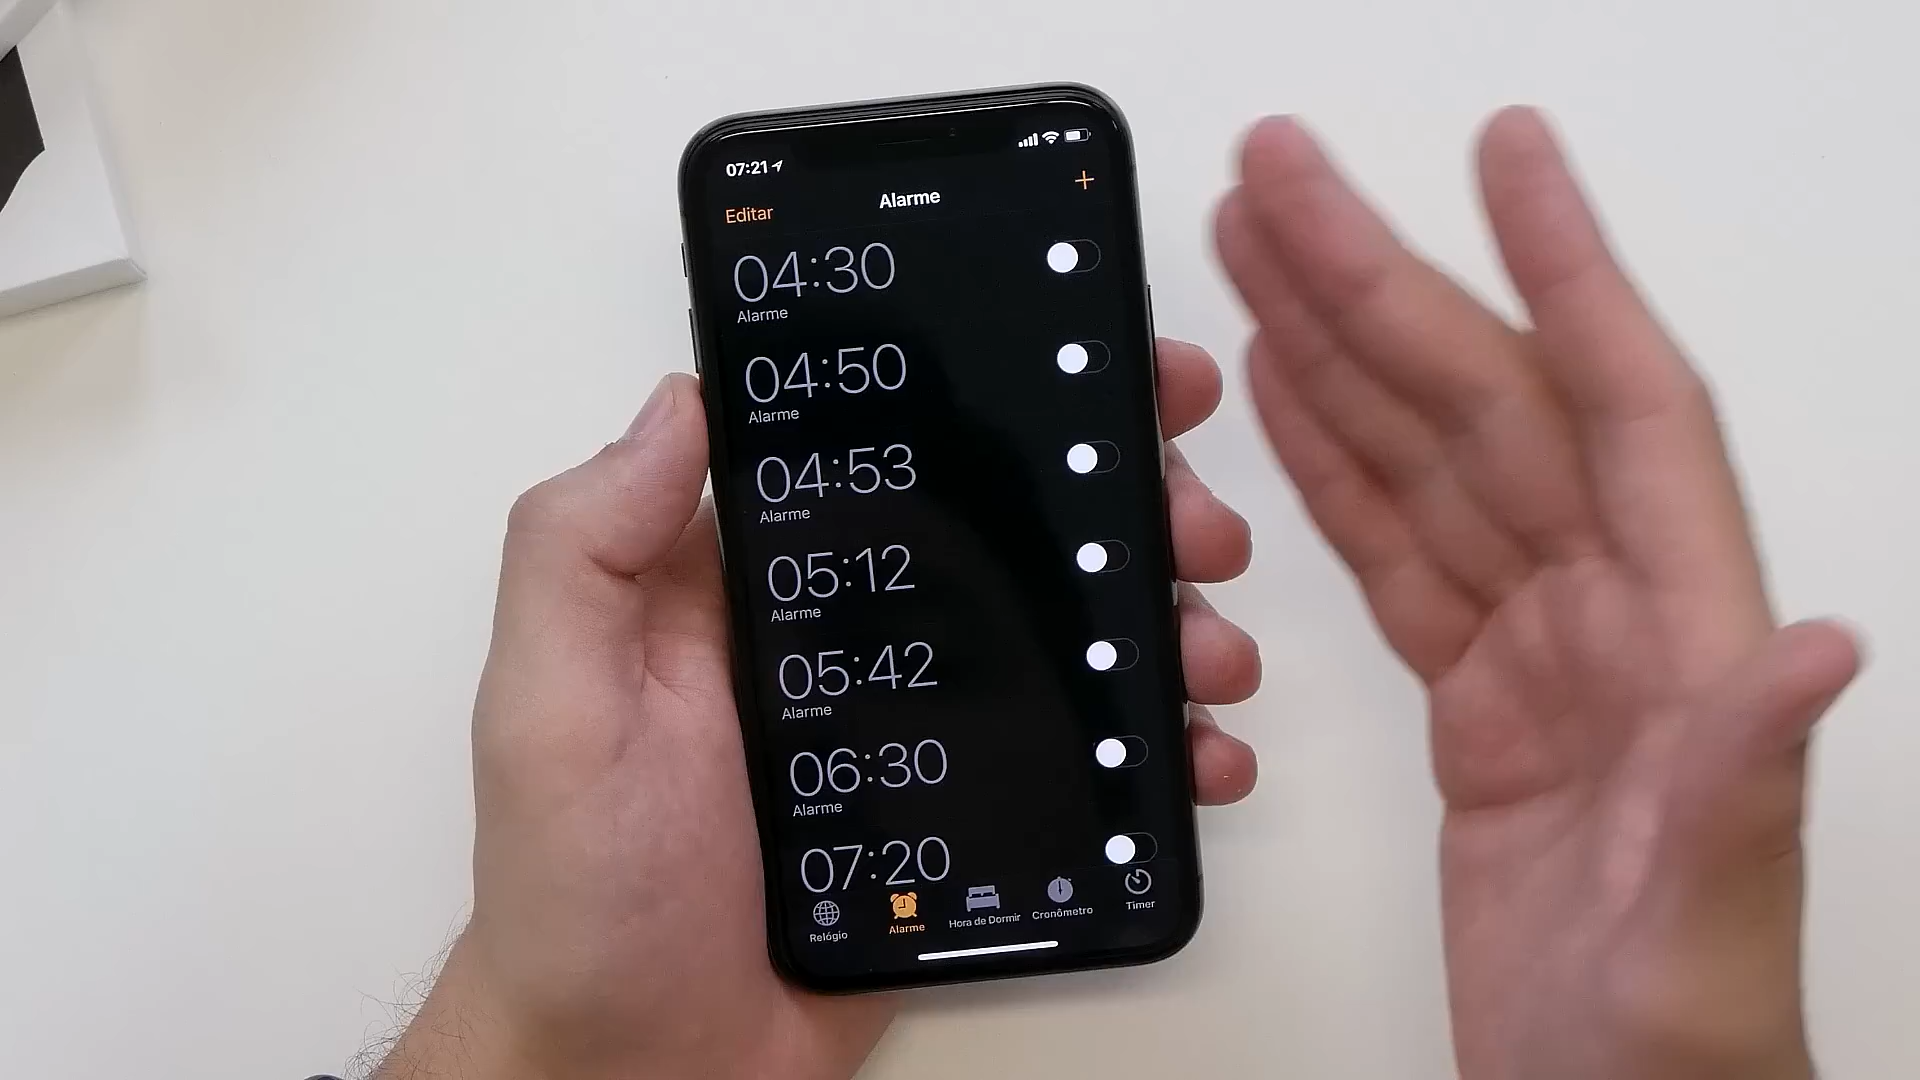 07:21
Editar
Alarme
+
04:30
Alarme
04:50
Alarme
04:53
Alarme
05:12
Alarme
05:42
Alarme
06:30
Alarme
07:20
Relógio
Alarme
Hora de Dormir
Cronômetro
Timer